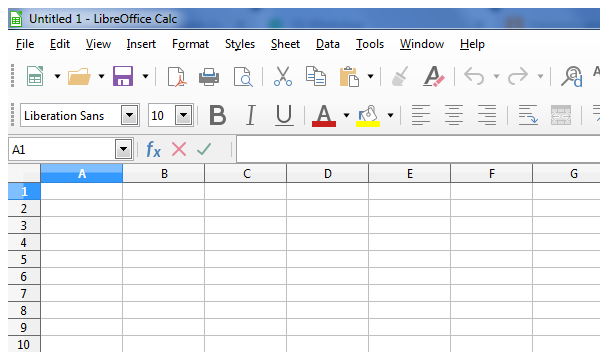 Untitled 1 - LibreOffice Calc
File Edit View Insert Format Styles Sheet Data Tools Window Help
Liberation Sans 10 B I U A
A1 fx
A B C D E F G
1
2
3
4
5
6
7
8
9
10